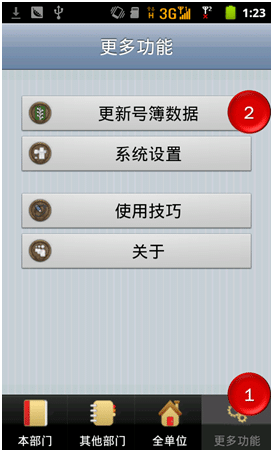 H 3G 1:23
更多功能
更新号簿数据 2
系统设置
使用技巧
关于
1
本部门 其他部门 全单位 更多功能